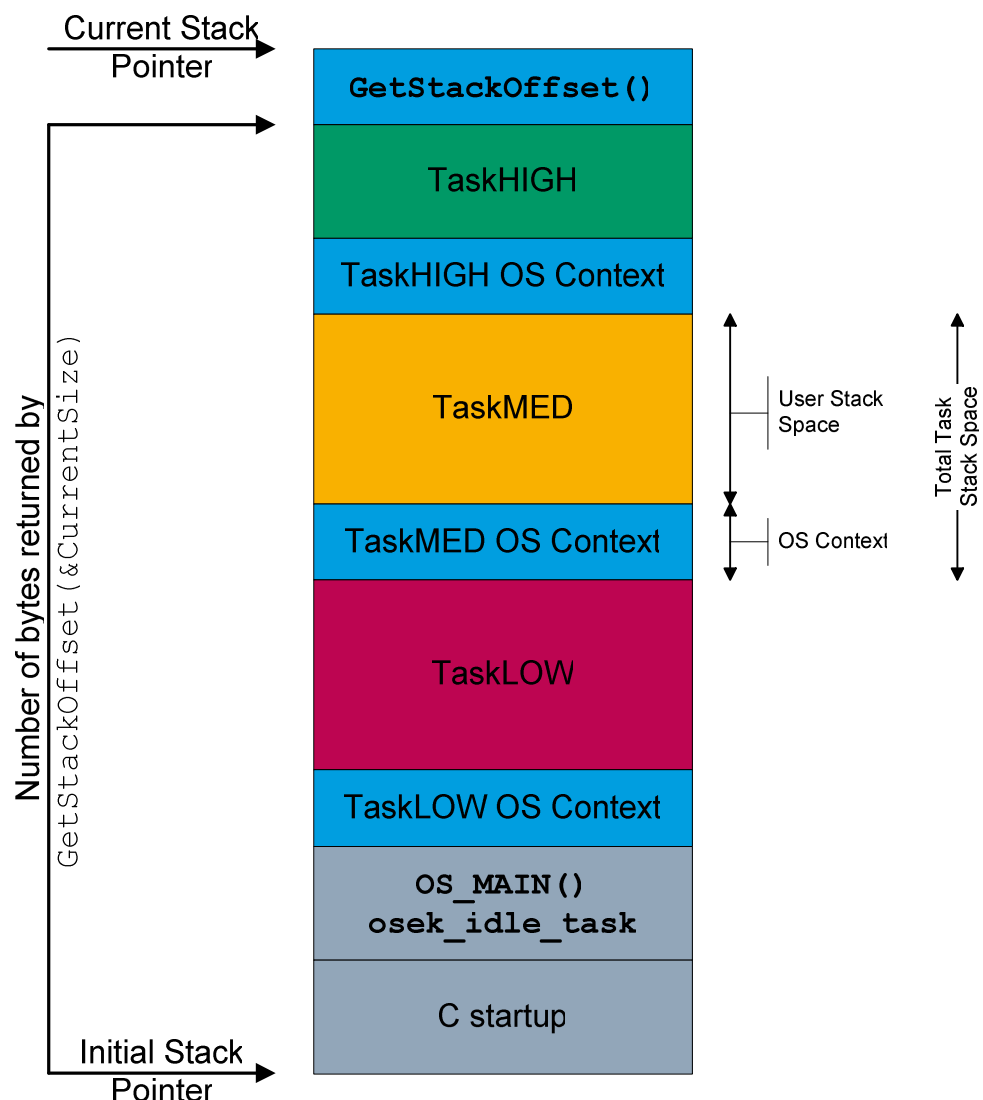 Current Stack
Pointer
GetStackOffset()
TaskHIGH
TaskHIGH OS Context
TaskMED
User Stack
Space
Total Task
Stack Space
TaskMED OS Context
OS Context
Number of bytes returned by
GetStackOffset(&CurrentSize)
TaskLOW
TaskLOW OS Context
OS_MAIN()
osek_idle_task
C startup
Initial Stack
Pointer